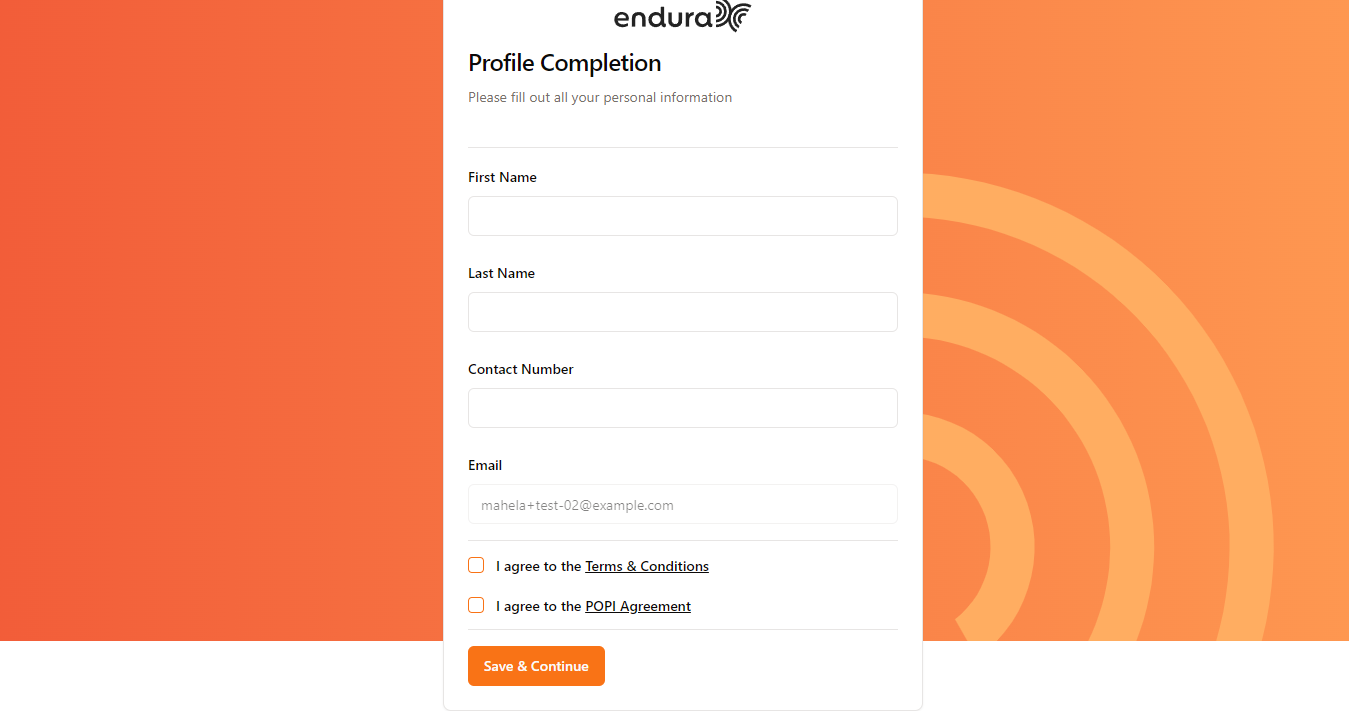 endura
Profile Completion
Please fill out all your personal information
First Name
Last Name
Contact Number
Email
mahela+test-02@example.com
I agree to the Terms & Conditions
I agree to the POPI Agreement
Save & Continue